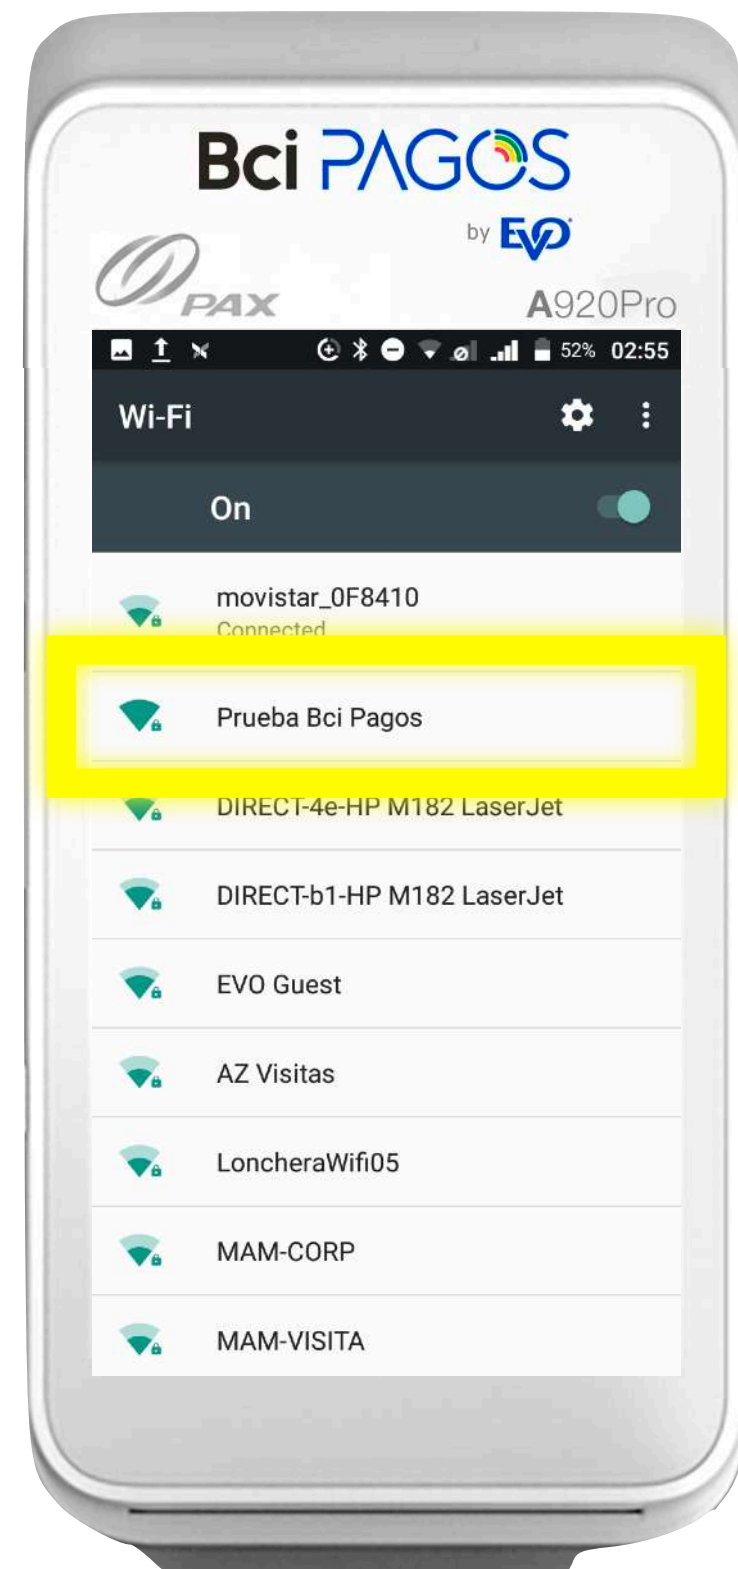 Bci PAGOS
by EVO
PAX
A920Pro
52% 02:55
Wi-Fi
On
movistar_0F8410
Connected
Prueba Bci Pagos
DIRECT-4e-HP M182 LaserJet
DIRECT-b1-HP M182 LaserJet
EVO Guest
AZ Visitas
LoncheraWifi05
MAM-CORP
MAM-VISITA